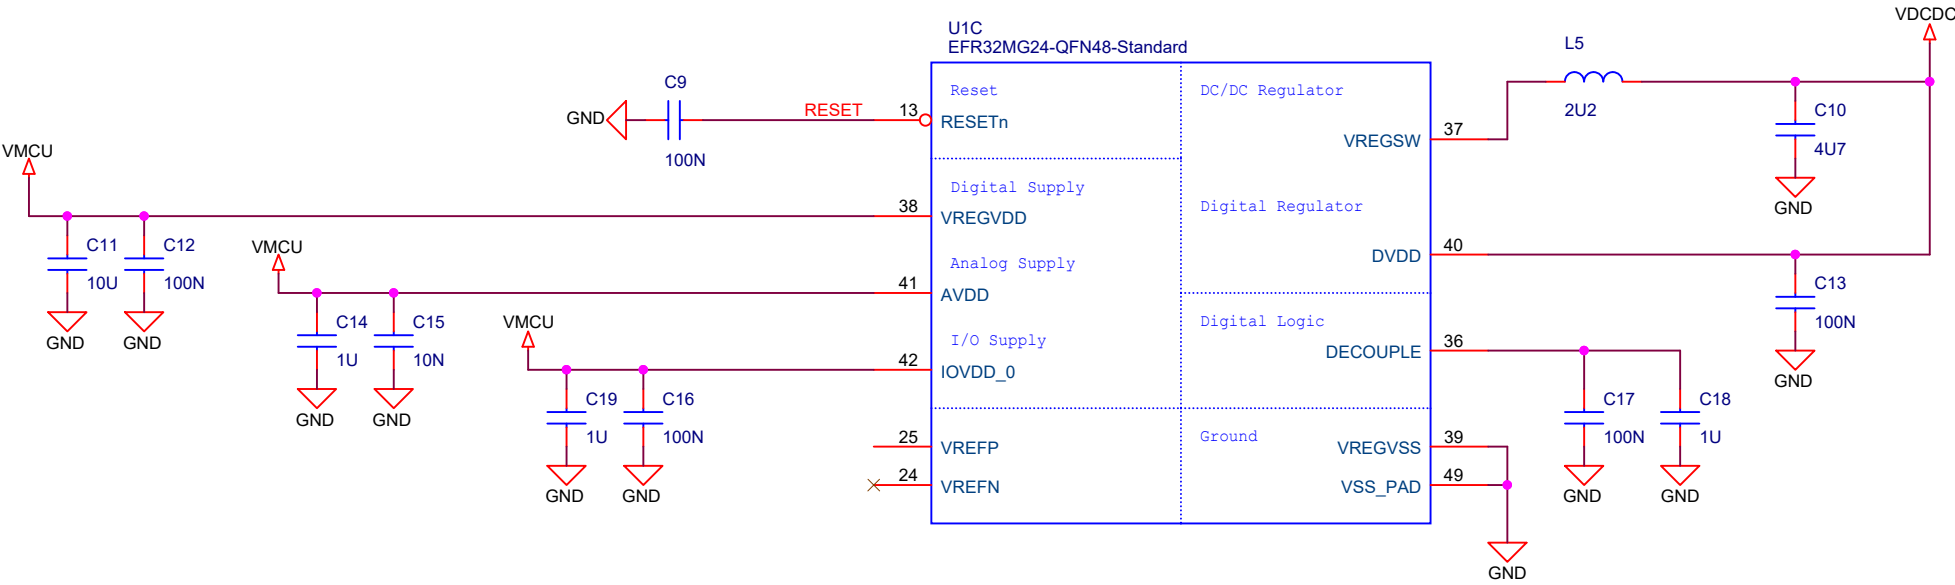 U1C
EFR32MG24-QFN48-Standard
VDCDC
L5
2U2
C9
GND
100N
RESET
13
RESETn
Reset
DC/DC Regulator
VREGSW
37
C10
4U7
GND
VMCU
Digital Supply
38
VREGVDD
Digital Regulator
DVDD
40
C11
10U
GND
C12
100N
GND
VMCU
Analog Supply
41
AVDD
C13
100N
GND
C14
1U
GND
C15
10N
GND
VMCU
I/O Supply
42
IOVDD_0
Digital Logic
DECOUPLE
36
C19
1U
GND
C16
100N
GND
C17
100N
GND
C18
1U
GND
25
VREFP
24
VREFN
Ground
VREGVSS
39
VSS_PAD
49
GND